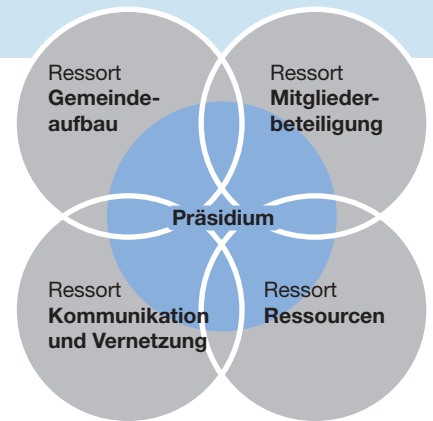 Ressort
Gemeinde-
aufbau
Ressort
Mitglieder-
beteiligung
Präsidium
Ressort
Kommunikation
und Vernetzung
Ressort
Ressourcen